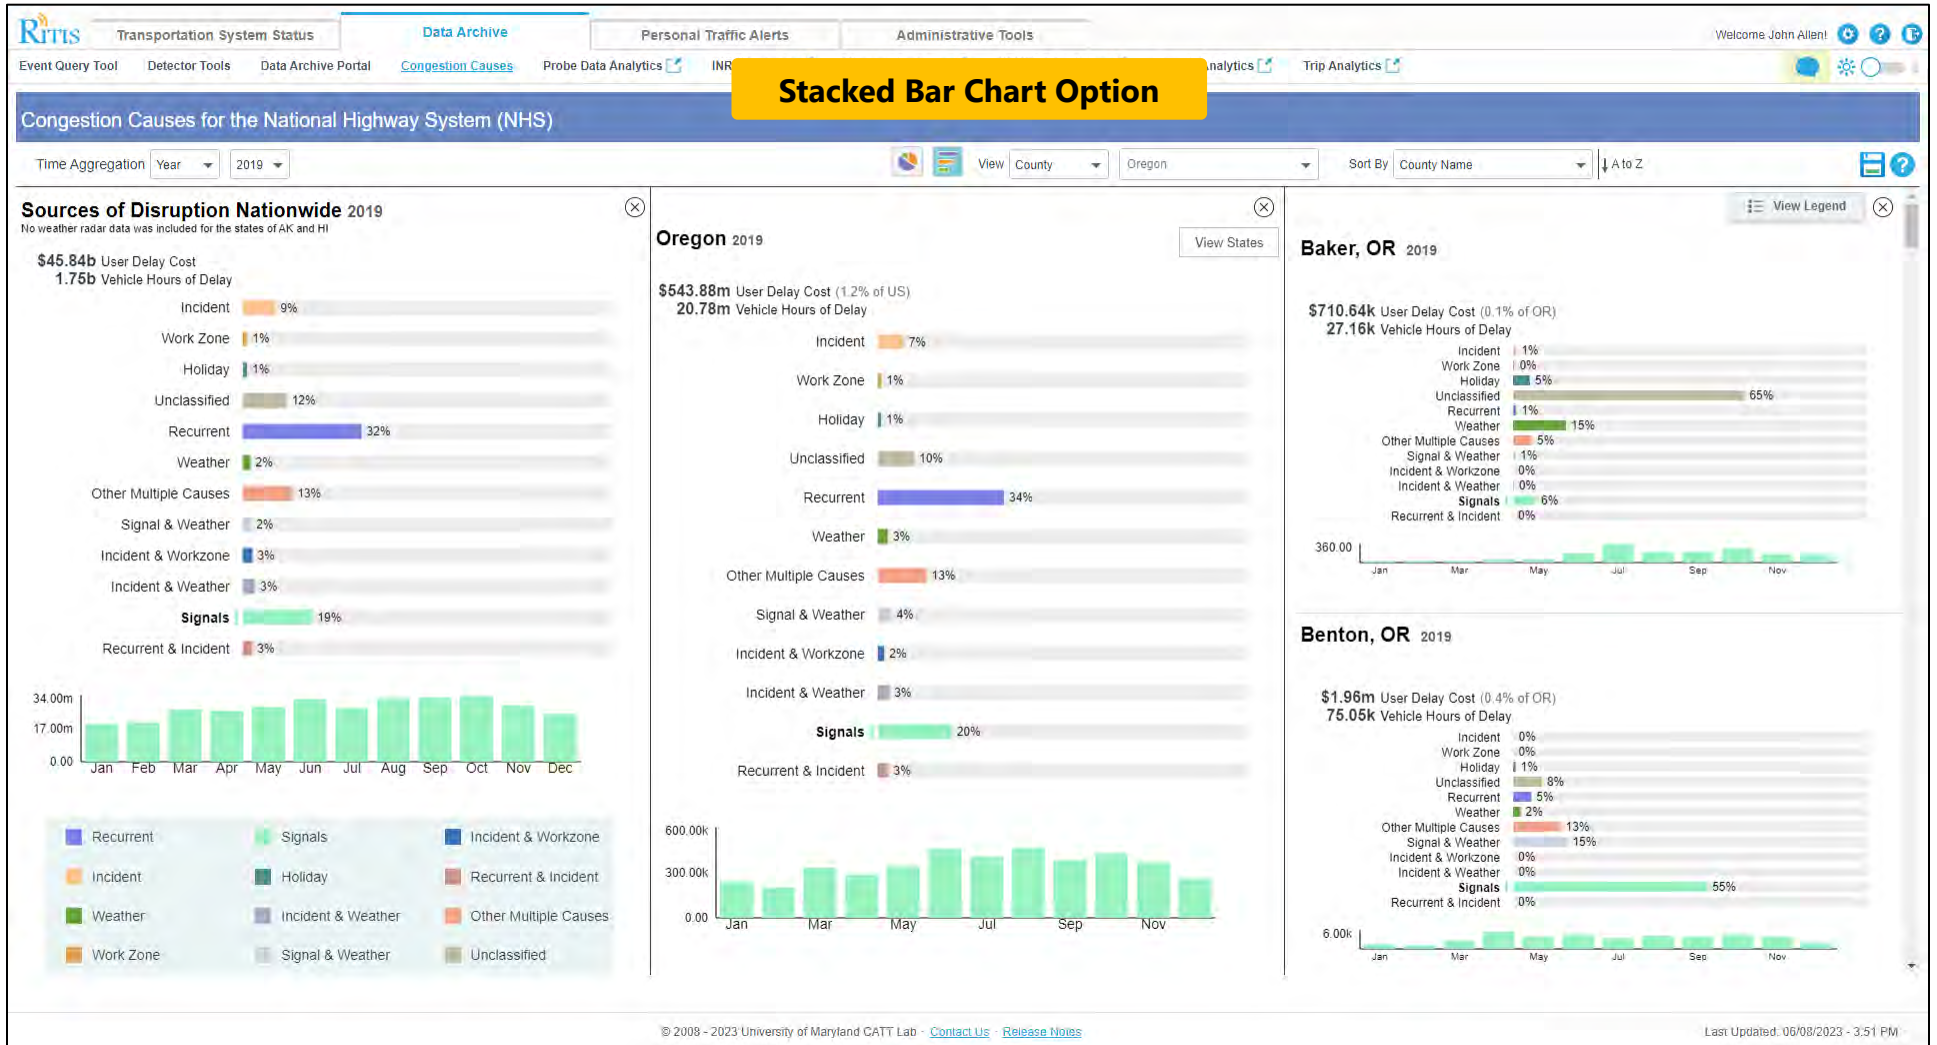 RITIS
Transportation System Status
Data Archive
Personal Traffic Alerts
Administrative Tools
Welcome John Allen!
Event Query Tool
Detector Tools
Data Archive Portal
Congestion Causes
Probe Data Analytics
INR
nalytics
Trip Analytics
Stacked Bar Chart Option
Congestion Causes for the National Highway System (NHS)
Time Aggregation Year 2019
View County Oregon
Sort By County Name A to Z
Sources of Disruption Nationwide 2019
No weather radar data was included for the states of AK and HI
$45.84b User Delay Cost
1.75b Vehicle Hours of Delay
Incident 9%
Work Zone 1%
Holiday 1%
Unclassified 12%
Recurrent 32%
Weather 2%
Other Multiple Causes 13%
Signal & Weather 2%
Incident & Workzone 3%
Incident & Weather 3%
Signals 19%
Recurrent & Incident 3%
34.00m
17.00m
0.00
Jan Feb Mar Apr May Jun Jul Aug Sep Oct Nov Dec
Recurrent Signals Incident & Workzone
Incident Holiday Recurrent & Incident
Weather Incident & Weather Other Multiple Causes
Work Zone Signal & Weather Unclassified
Oregon 2019
View States
$543.88m User Delay Cost (1.2% of US)
20.78m Vehicle Hours of Delay
Incident 7%
Work Zone 1%
Holiday 1%
Unclassified 10%
Recurrent 34%
Weather 3%
Other Multiple Causes 13%
Signal & Weather 4%
Incident & Workzone 2%
Incident & Weather 3%
Signals 20%
Recurrent & Incident 3%
600.00k
300.00k
0.00
Jan Mar May Jul Sep Nov
View Legend
Baker, OR 2019
$710.64k User Delay Cost (0.1% of OR)
27.16k Vehicle Hours of Delay
Incident 1%
Work Zone 0%
Holiday 5%
Unclassified 65%
Recurrent 1%
Weather 15%
Other Multiple Causes 5%
Signal & Weather 1%
Incident & Workzone 0%
Incident & Weather 0%
Signals 6%
Recurrent & Incident 0%
360.00
Jan Mar May Jul Sep Nov
Benton, OR 2019
$1.96m User Delay Cost (0.4% of OR)
75.05k Vehicle Hours of Delay
Incident 0%
Work Zone 0%
Holiday 1%
Unclassified 8%
Recurrent 5%
Weather 2%
Other Multiple Causes 13%
Signal & Weather 15%
Incident & Workzone 0%
Incident & Weather 0%
Signals 55%
Recurrent & Incident 0%
6.00k
Jan Mar May Jul Sep Nov
© 2008 - 2023 University of Maryland CATT Lab - Contact Us - Release Notes
Last Updated: 06/08/2023 - 3:51 PM